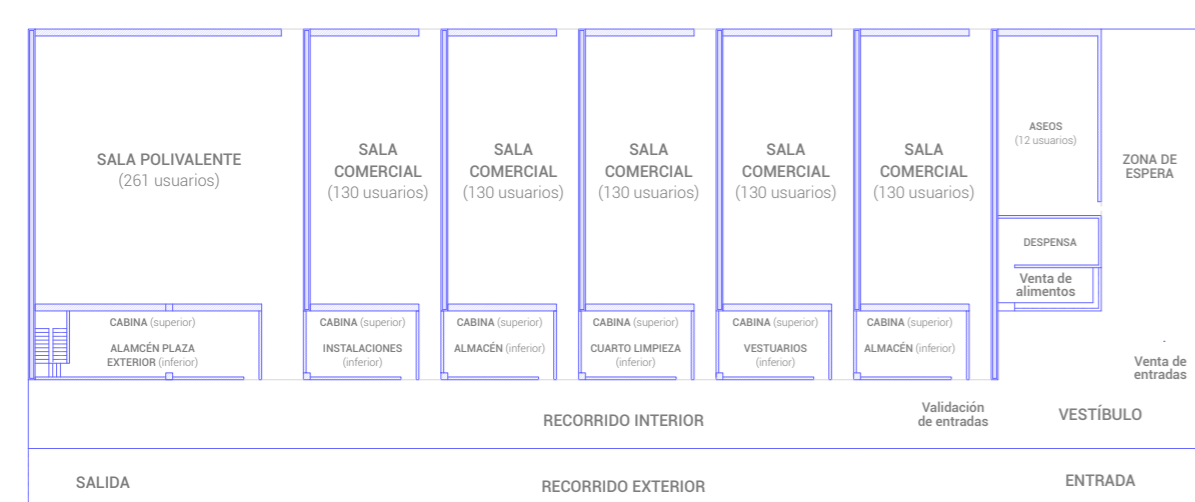 SALA POLIVALENTE
(261 usuarios)
SALA
COMERCIAL
(130 usuarios)
SALA
COMERCIAL
(130 usuarios)
SALA
COMERCIAL
(130 usuarios)
SALA
COMERCIAL
(130 usuarios)
SALA
COMERCIAL
(130 usuarios)
ASEOS
(12 usuarios)
ZONA DE
ESPERA
DESPENSA
Venta de
alimentos
CABINA (superior)
ALAMCÉN PLAZA
EXTERIOR (inferior)
CABINA (superior)
INSTALACIONES
(inferior)
CABINA (superior)
ALMACÉN (inferior)
CABINA (superior)
CUARTO LIMPIEZA
(inferior)
CABINA (superior)
VESTUARIOS
(inferior)
CABINA (superior)
ALMACÉN (inferior)
Venta de
entradas
RECORRIDO INTERIOR
Validación
de entradas
VESTÍBULO
SALIDA
RECORRIDO EXTERIOR
ENTRADA